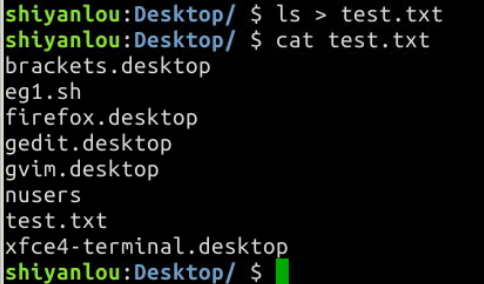 shiyanlou:Desktop/ $ ls > test.txt
shiyanlou:Desktop/ $ cat test.txt
brackets.desktop
eg1.sh
firefox.desktop
gedit.desktop
gvim.desktop
nusers
test.txt
xfce4-terminal.desktop
shiyanlou:Desktop/ $